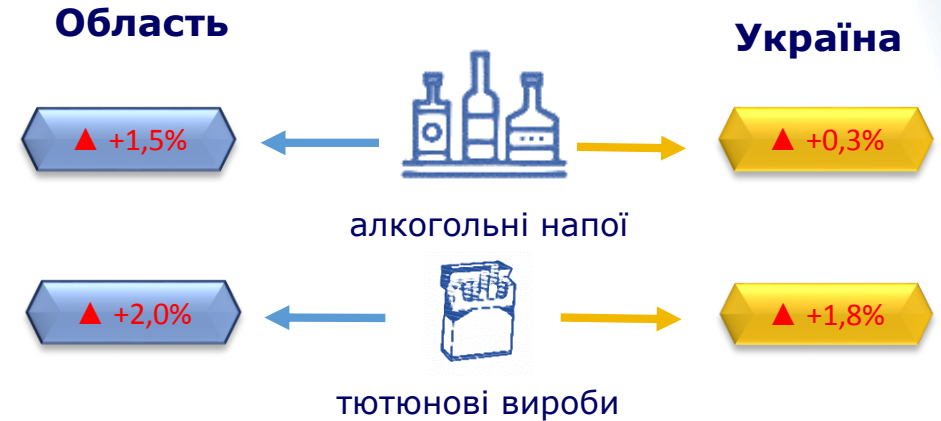 Область
Україна
▲ +1,5%
▲ +0,3%
алкогольні напої
▲ +2,0%
▲ +1,8%
тютюнові вироби